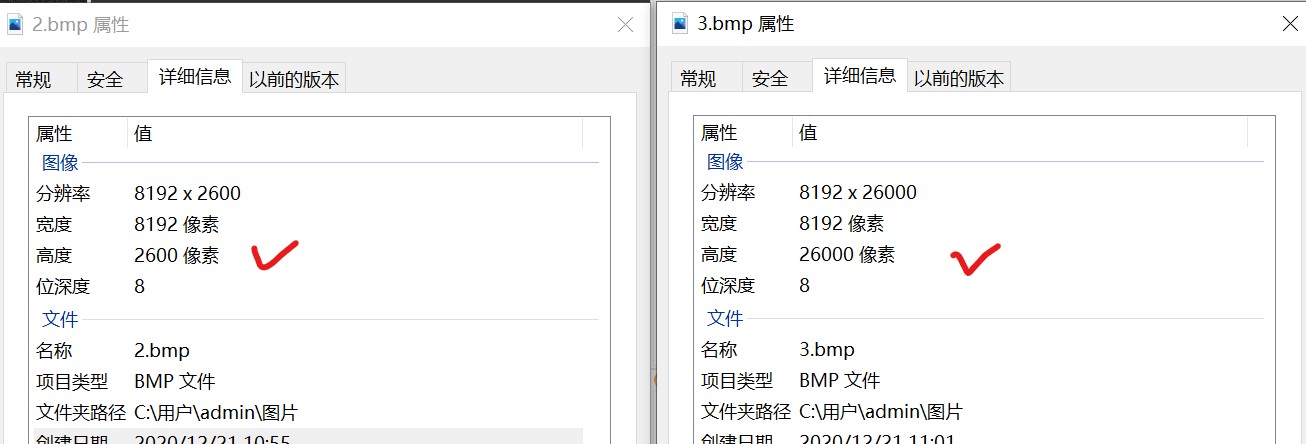 2.bmp 属性
常规 安全 详细信息 以前的版本
属性 值
图像
分辨率 8192 x 2600
宽度 8192 像素
高度 2600 像素
位深度 8
文件
名称 2.bmp
项目类型 BMP 文件
文件夹路径 C:\用户\admin\图片
创建日期 2020/12/21 10:55
3.bmp 属性
常规 安全 详细信息 以前的版本
属性 值
图像
分辨率 8192 x 26000
宽度 8192 像素
高度 26000 像素
位深度 8
文件
名称 3.bmp
项目类型 BMP 文件
文件夹路径 C:\用户\admin\图片
创建日期 2020/12/21 11:01